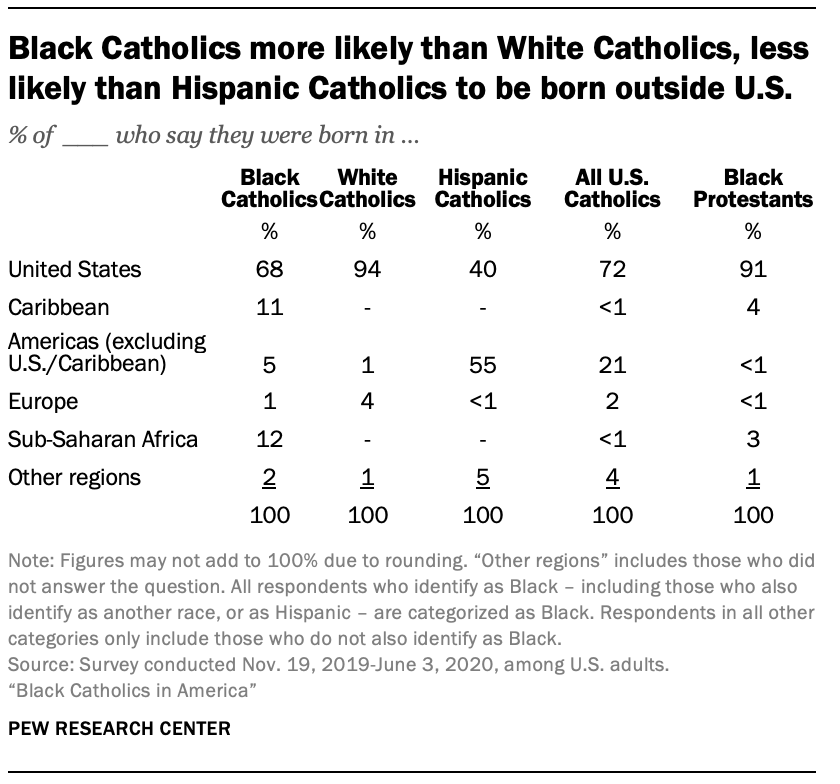 Black Catholics more likely than White Catholics, less
likely than Hispanic Catholics to be born outside U.S.
% of ___ who say they were born in ...
Black Catholics White Catholics Hispanic Catholics All U.S. Catholics Black Protestants
% % % % %
United States 68 94 40 72 91
Caribbean 11 - - <1 4
Americas (excluding
U.S./Caribbean) 5 1 55 21 <1
Europe 1 4 <1 2 <1
Sub-Saharan Africa 12 - - <1 3
Other regions 2 1 5 4 1
100 100 100 100 100
Note: Figures may not add to 100% due to rounding. “Other regions” includes those who did
not answer the question. All respondents who identify as Black – including those who also
identify as another race, or as Hispanic – are categorized as Black. Respondents in all other
categories only include those who do not also identify as Black.
Source: Survey conducted Nov. 19, 2019-June 3, 2020, among U.S. adults.
“Black Catholics in America”
PEW RESEARCH CENTER